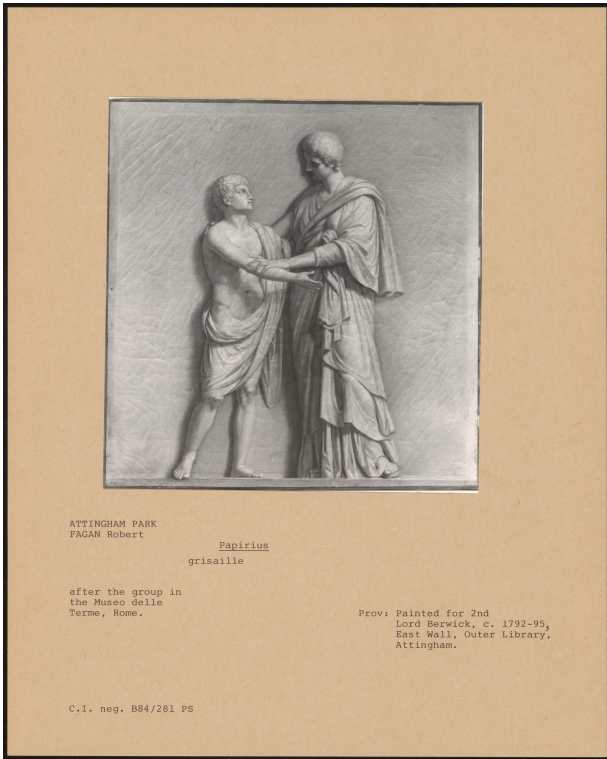 ATTINGHAM PARK
FAGAN Robert
Papirius
grisaille
after the group in
the Museo delle
Terme, Rome.
Prov: Painted for 2nd
Lord Berwick, c. 1792-95,
East Wall, Outer Library,
Attingham.
C.I. neg. B84/281 PS